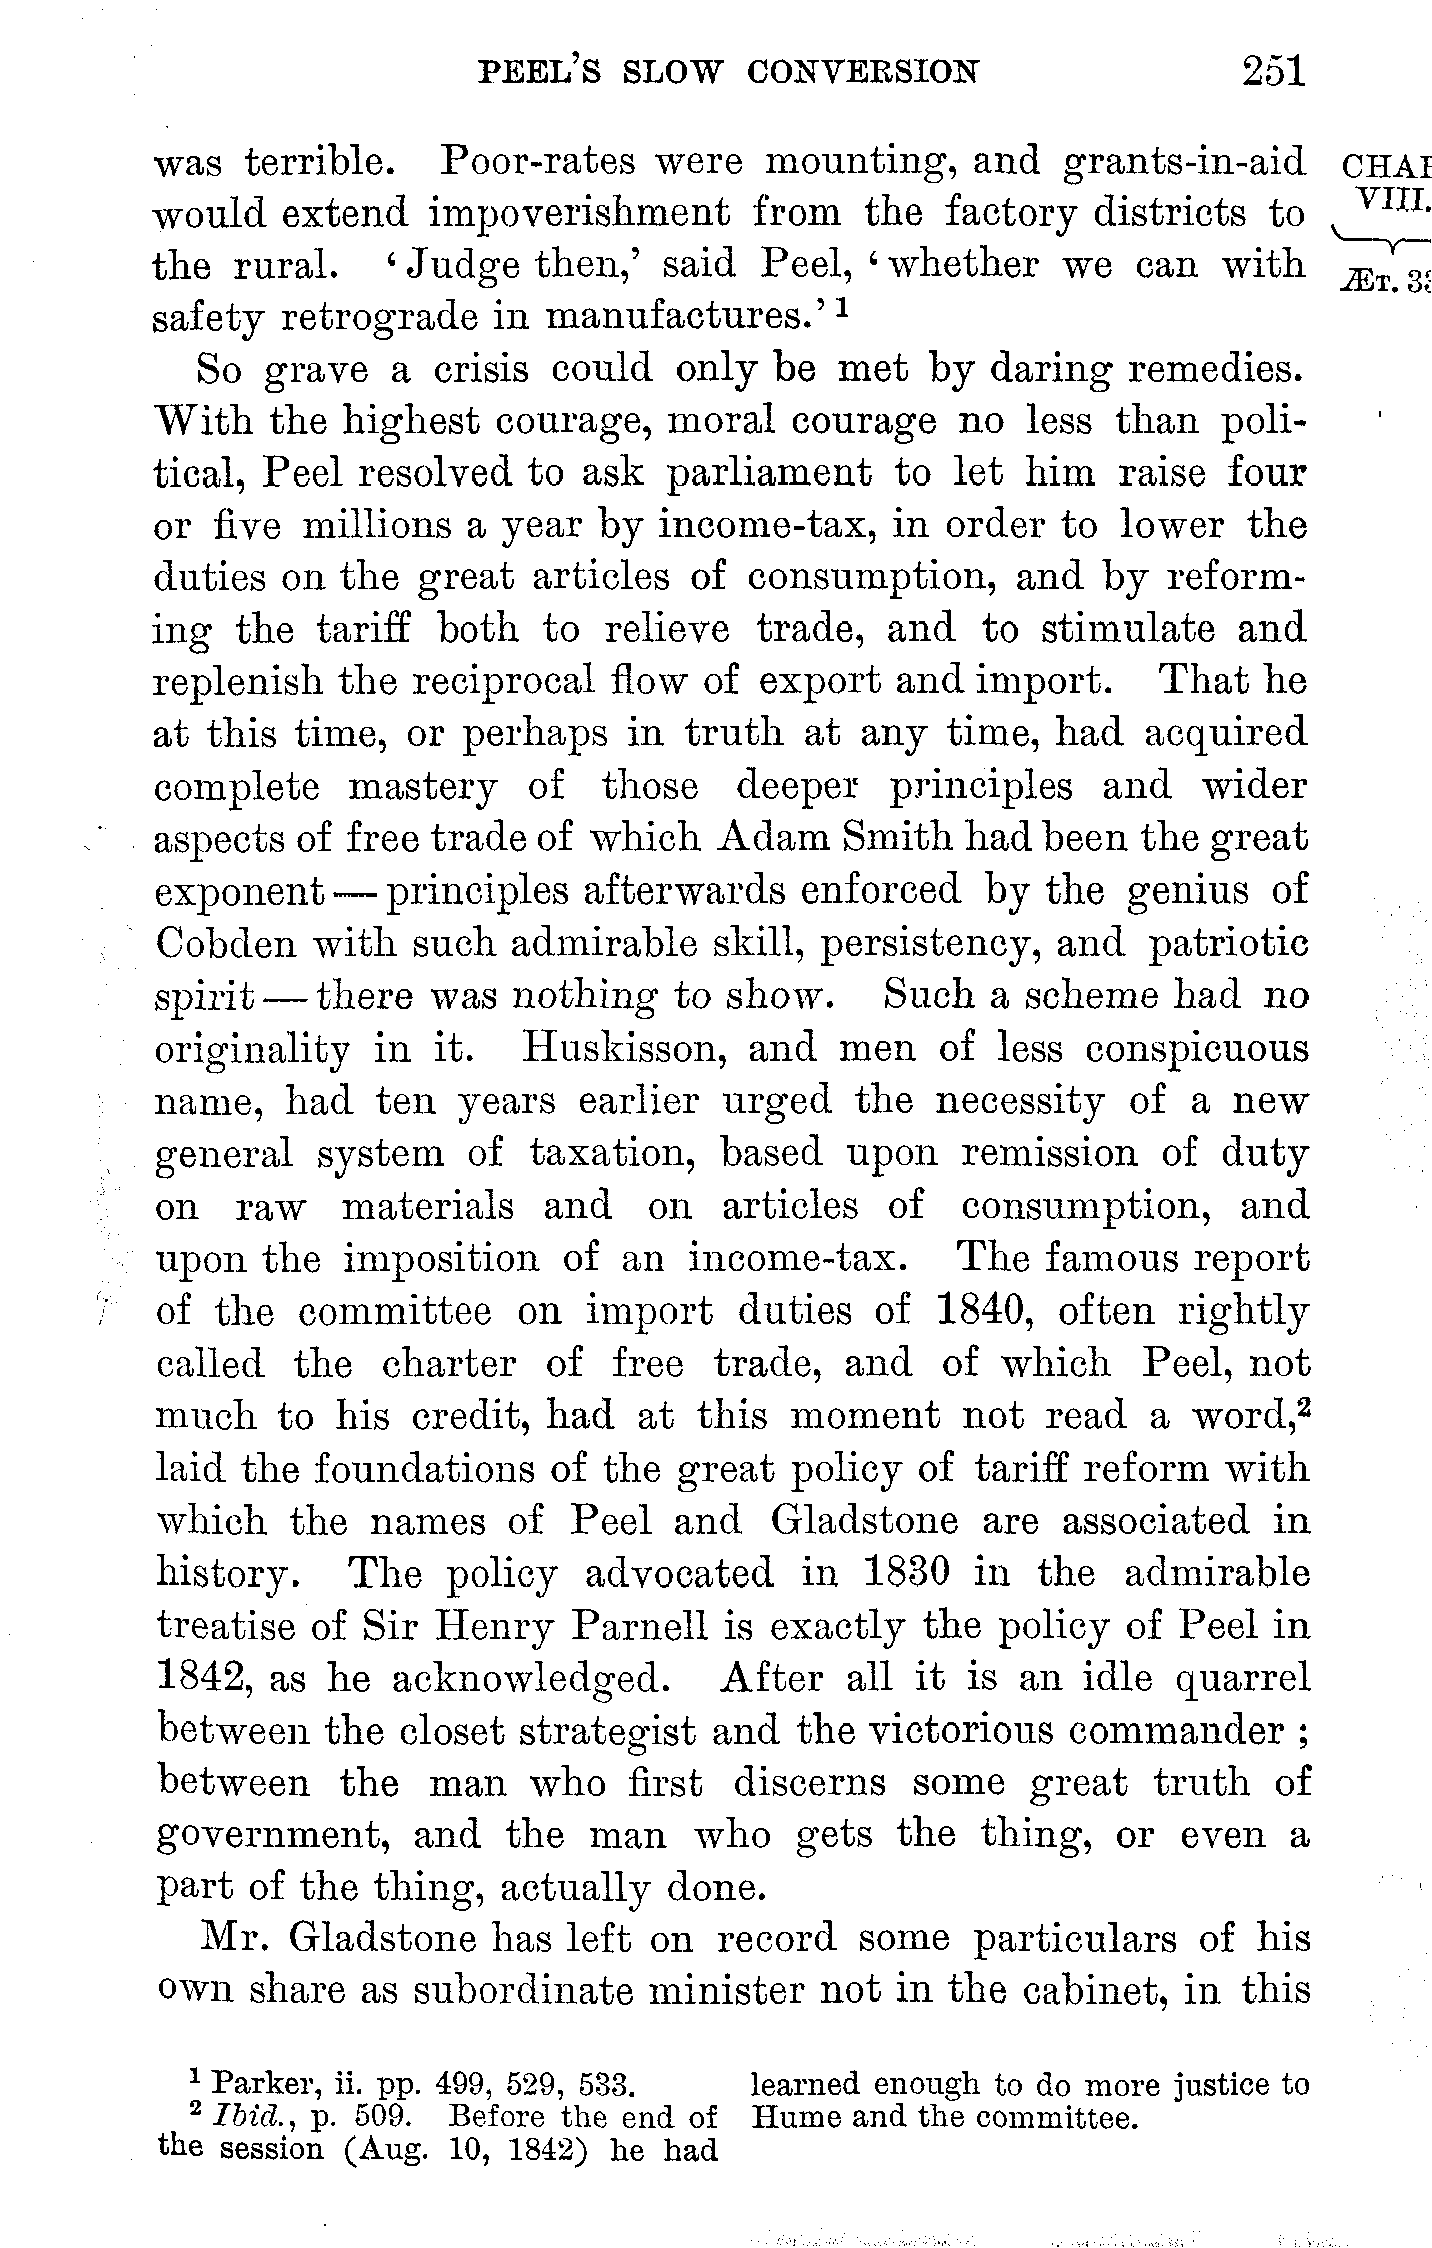 PEEL'S SLOW CONVERSION 251
was terrible. Poor-rates were mounting, and grants-in-aid
would extend impoverishment from the factory districts to
the rural. ‘Judge then,’ said Peel, ‘whether we can with
safety retrograde in manufactures.’ 1
So grave a crisis could only be met by daring remedies.
With the highest courage, moral courage no less than poli-
tical, Peel resolved to ask parliament to let him raise four
or five millions a year by income-tax, in order to lower the
duties on the great articles of consumption, and by reform-
ing the tariff both to relieve trade, and to stimulate and
replenish the reciprocal flow of export and import. That he
at this time, or perhaps in truth at any time, had acquired
complete mastery of those deeper principles and wider
aspects of free trade of which Adam Smith had been the great
exponent — principles afterwards enforced by the genius of
Cobden with such admirable skill, persistency, and patriotic
spirit — there was nothing to show. Such a scheme had no
originality in it. Huskisson, and men of less conspicuous
name, had ten years earlier urged the necessity of a new
general system of taxation, based upon remission of duty
on raw materials and on articles of consumption, and
upon the imposition of an income-tax. The famous report
of the committee on import duties of 1840, often rightly
called the charter of free trade, and of which Peel, not
much to his credit, had at this moment not read a word,2
laid the foundations of the great policy of tariff reform with
which the names of Peel and Gladstone are associated in
history. The policy advocated in 1830 in the admirable
treatise of Sir Henry Parnell is exactly the policy of Peel in
1842, as he acknowledged. After all it is an idle quarrel
between the closet strategist and the victorious commander ;
between the man who first discerns some great truth of
government, and the man who gets the thing, or even a
part of the thing, actually done.
Mr. Gladstone has left on record some particulars of his
own share as subordinate minister not in the cabinet, in this
CHAP
VIII.
ÆT. 33
1 Parker, ii. pp. 499, 529, 533.
2 Ibid., p. 509. Before the end of
the session (Aug. 10, 1842) he had
learned enough to do more justice to
Hume and the committee.